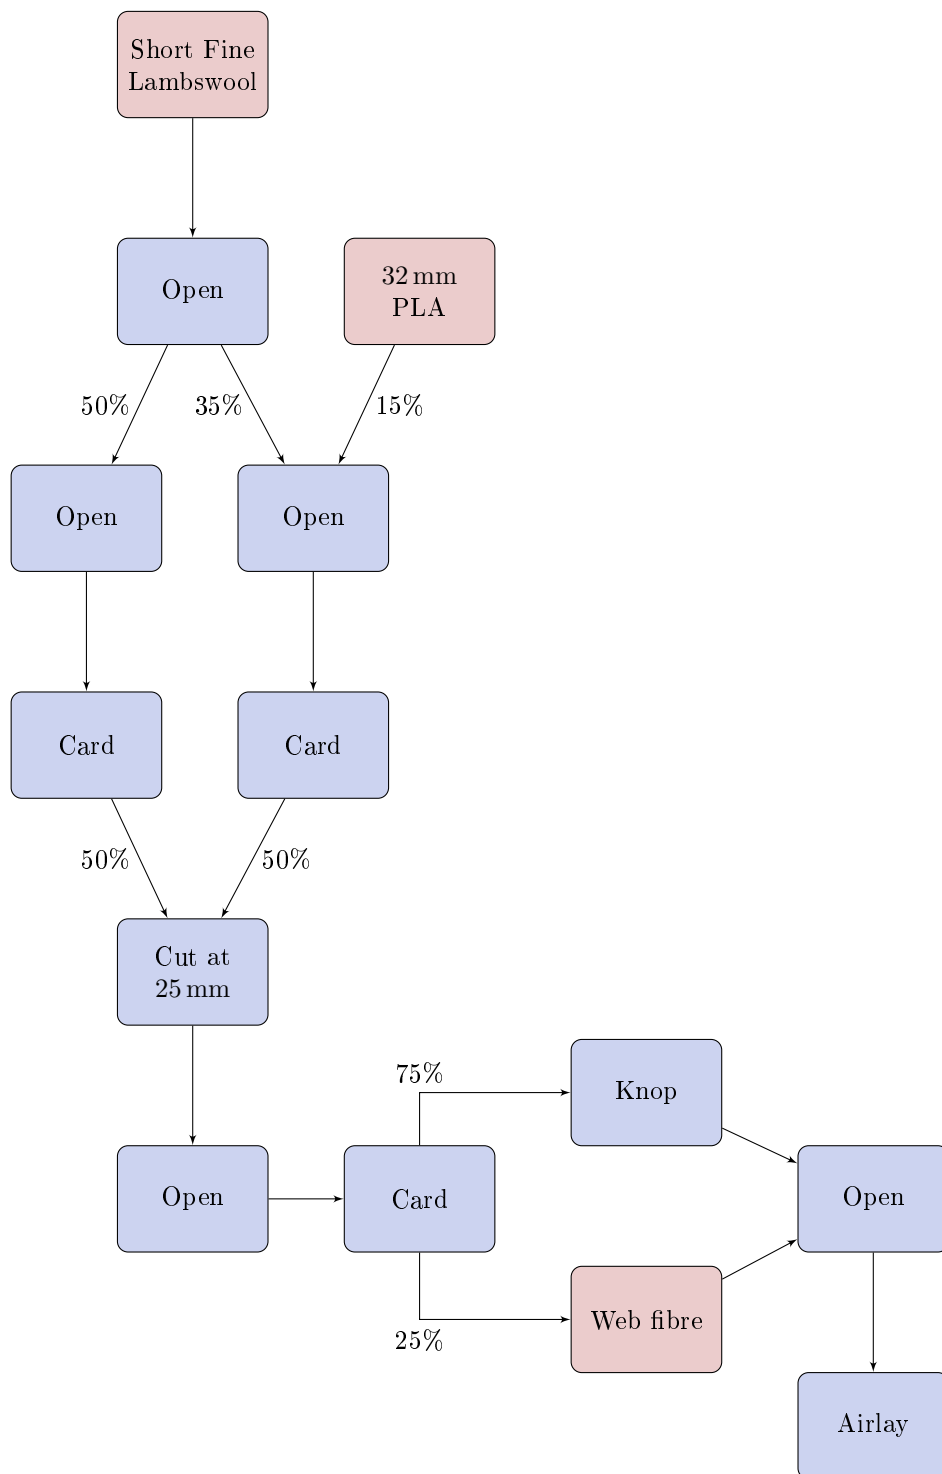 Short Fine
Lambswool
Open
32 mm
PLA
50%
35%
15%
Open
Open
Card
Card
50%
50%
Cut at
25 mm
75%
Knop
Open
Card
Open
Web fibre
25%
Airlay